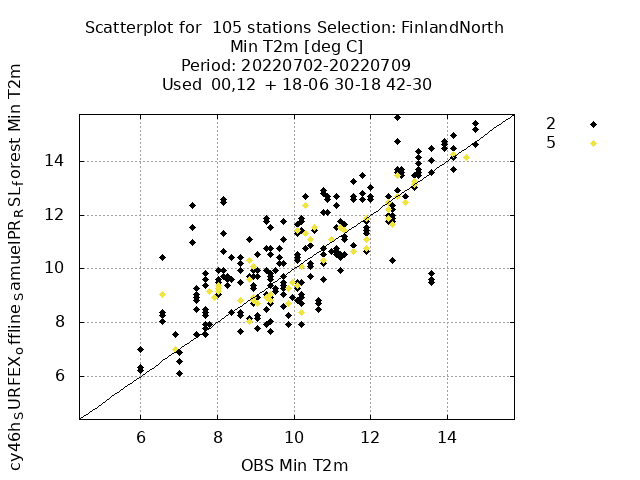 Scatterplot for  105 stations Selection: FinlandNorth
Min T2m [deg C]
Period: 20220702-20220709
Used  00,12  + 18-06 30-18 42-30
cy46h_SURFEX_offline_SamuelPR_RSL_forest Min T2m
14
12
10
8
6
6 8 10 12 14
OBS Min T2m
2
5